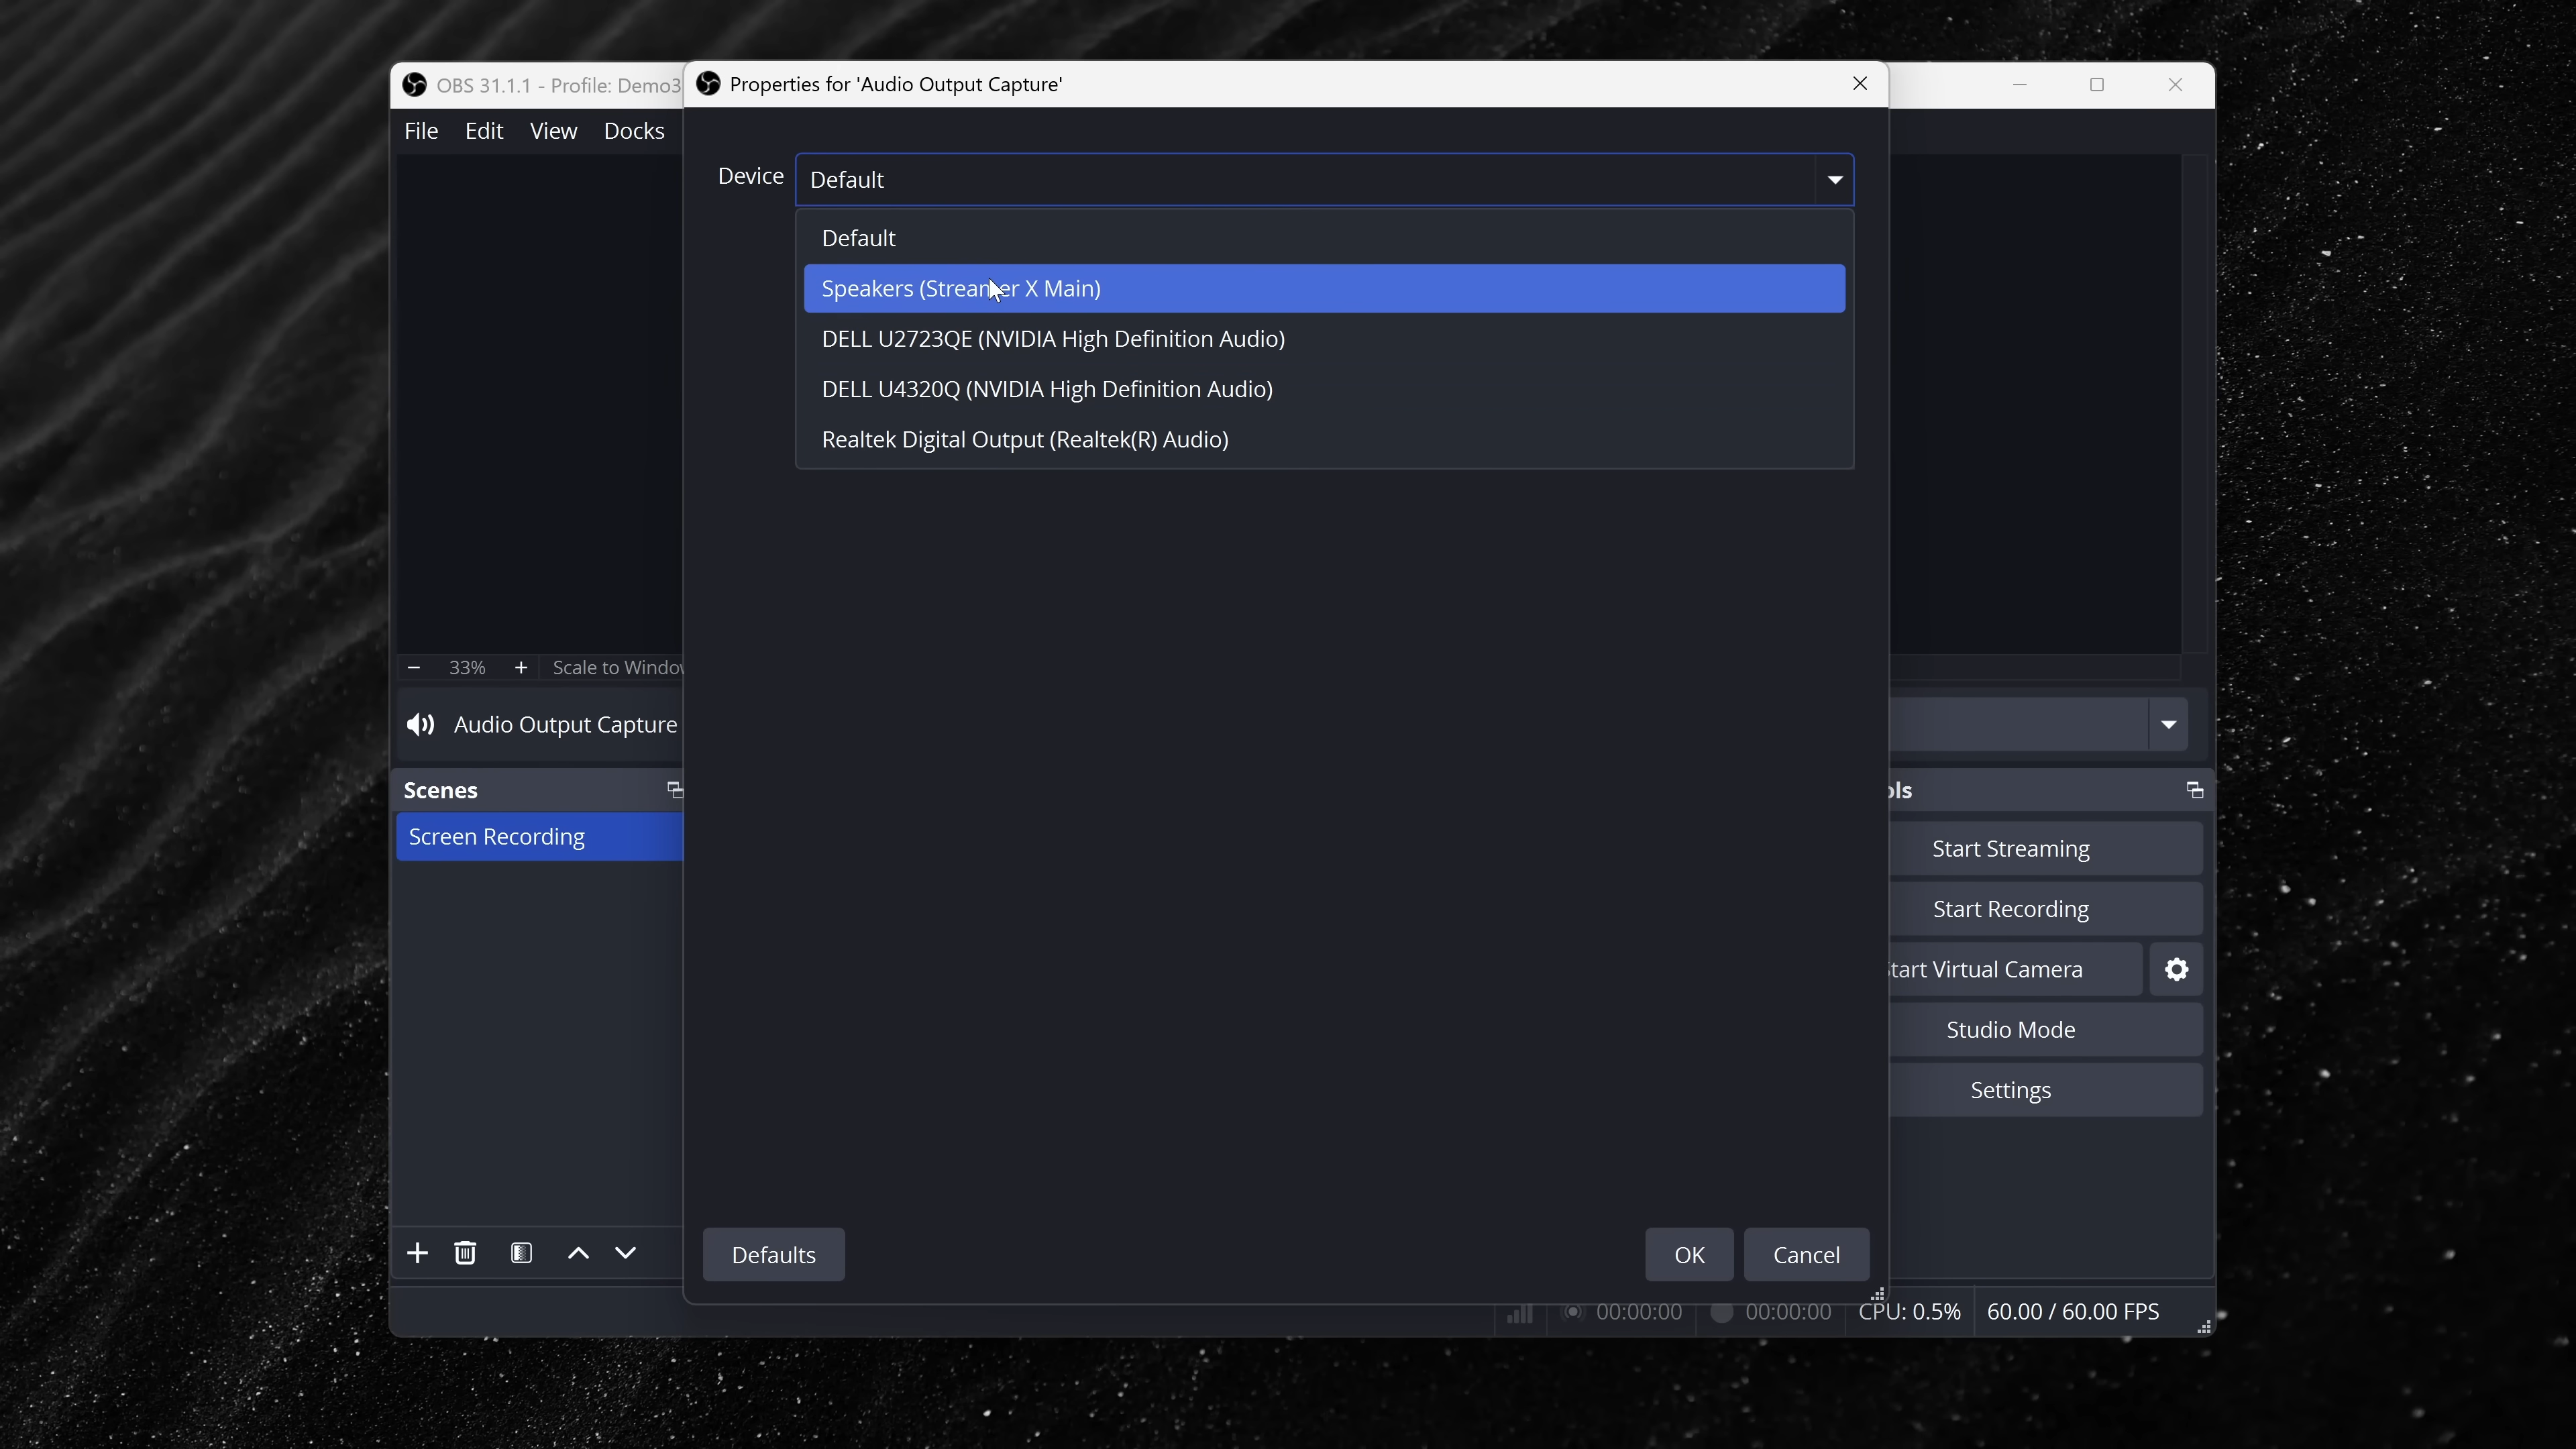 OBS 31.1.1 - Profile: Demo3
Properties for 'Audio Output Capture'
File Edit View Docks
Device Default
Default
Speakers (Streamer X Main)
DELL U2723QE (NVIDIA High Definition Audio)
DELL U4320Q (NVIDIA High Definition Audio)
Realtek Digital Output (Realtek(R) Audio)
33% Scale to Window
Audio Output Capture
Scenes
ols
Screen Recording
Start Streaming
Start Recording
Start Virtual Camera
Studio Mode
Settings
Defaults OK Cancel
00:00:00 00:00:00 CPU: 0.5% 60.00 / 60.00 FPS